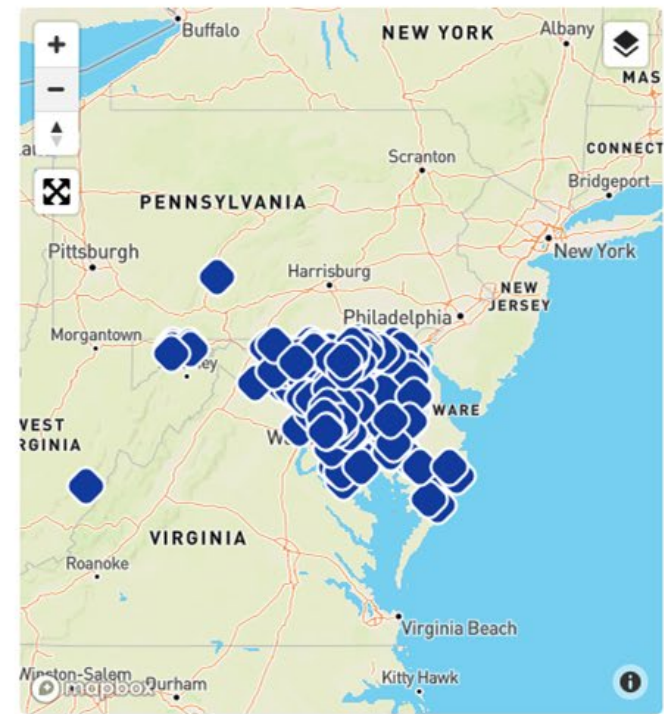 Buffalo
NEW YORK
Albany
MAS
CONNECT
Scranton
Bridgeport
PENNSYLVANIA
Pittsburgh
New York
Harrisburg
NEW
JERSEY
Philadelphia
Morgantown
ey
WARE
WEST
RGINIA
W
VIRGINIA
Roanoke
Virginia Beach
Winston-Salem
Durham
Kitty Hawk
mapbox